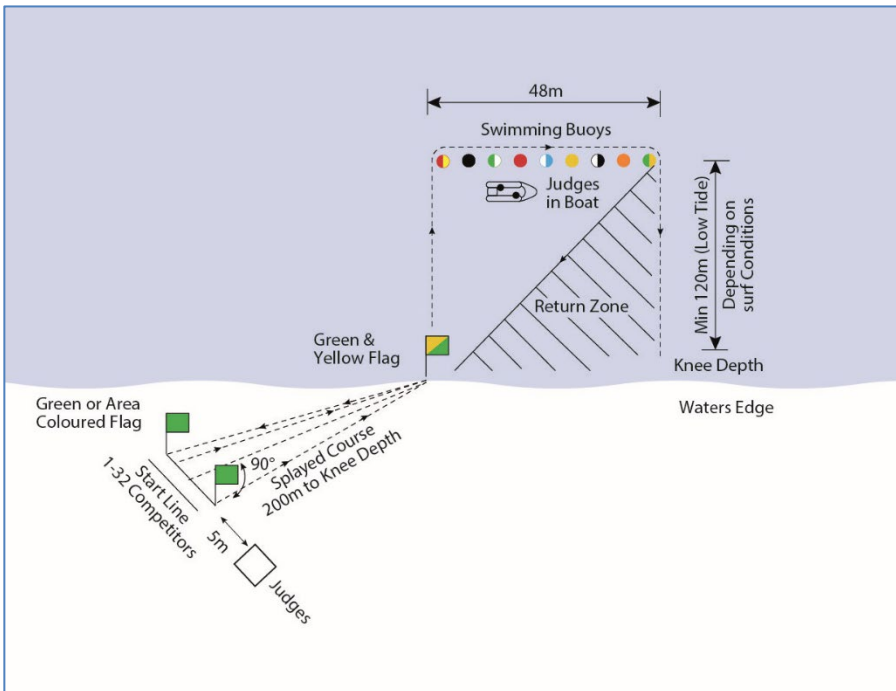 48m
Swimming Buoys
Judges
in Boat
Min 120m (Low Tide)
Depending on
surf Conditions
Return Zone
Green &
Yellow Flag
Knee Depth
Green or Area
Coloured Flag
Waters Edge
90°
Splayed Course
200m to Knee Depth
Start Line
1-32 Competitors
5m
Judges